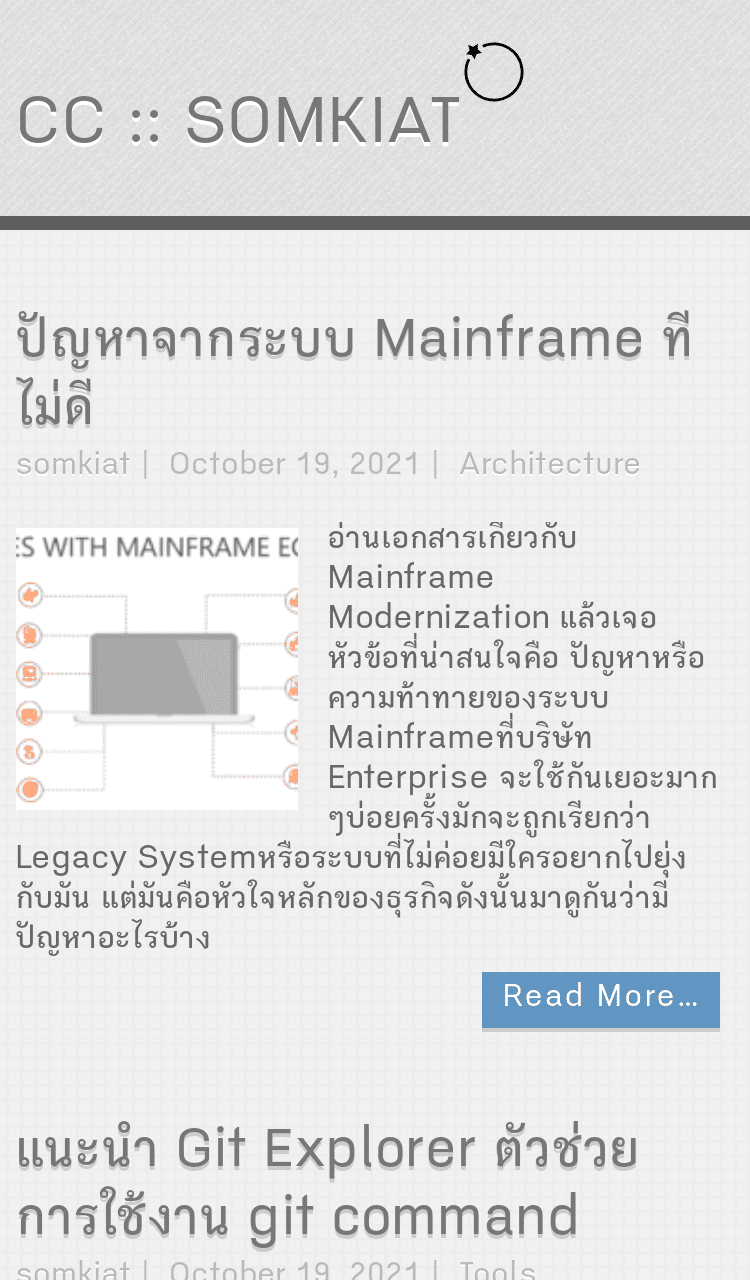 CC :: SOMKIAT
ปัญหาจากระบบ Mainframe ที่
ไม่ดี
somkiat | October 19, 2021 | Architecture
ES WITH MAINFRAME EC
อ่านเอกสารเกี่ยวกับ
Mainframe
Modernization แล้วเจอ
หัวข้อที่น่าสนใจคือ ปัญหาหรือ
ความท้าทายของระบบ
Mainframeที่บริษัท
Enterprise จะใช้กันเยอะมาก
ๆบ่อยครั้งมักจะถูกเรียกว่า
Legacy Systemหรือระบบที่ไม่ค่อยมีใครอยากไปยุ่ง
กับมัน แต่มันคือหัวใจหลักของธุรกิจดังนั้นมาดูกันว่ามี
ปัญหาอะไรบ้าง
Read More…
แนะนำ Git Explorer ตัวช่วย
การใช้งาน git command
somkiat | October 19, 2021 | Tools